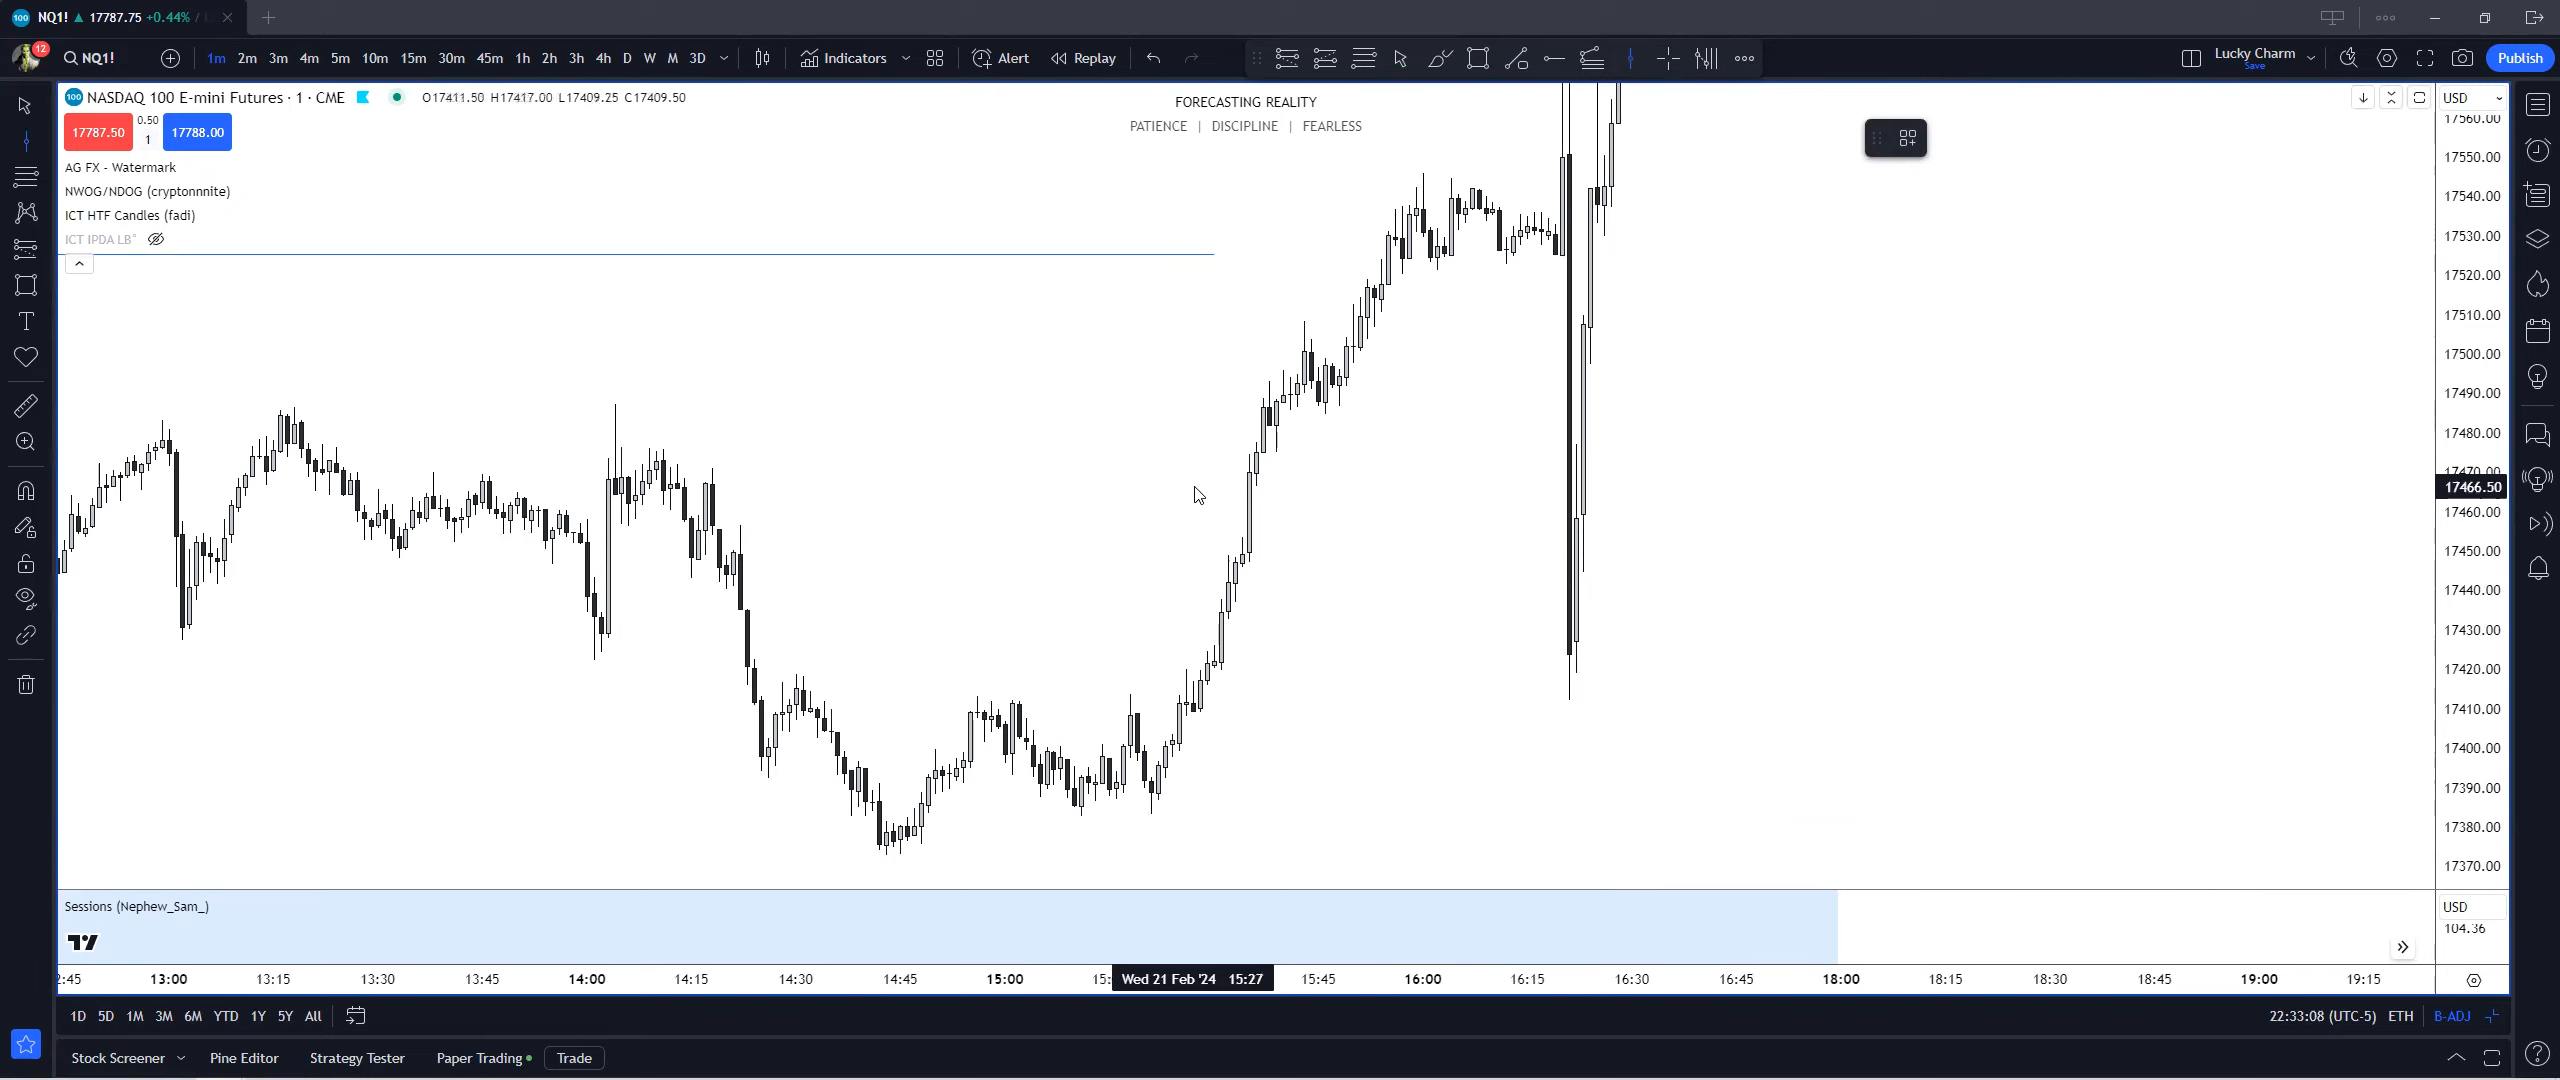 NQ1! ▲ 17787.75 +0.44% /
12 NQ1! 1m 2m 3m 4m 5m 10m 15m 30m 45m 1h 2h 3h 4h D W M 3D Indicators Alert Replay Lucky Charm Save Publish
100 NASDAQ 100 E-mini Futures · 1 · CME O17411.50 H17417.00 L17409.25 C17409.50
17787.50 0.50 1 17788.00
AG FX - Watermark
NWOG/NDOG (cryptonnnite)
ICT HTF Candles (fadi)
ICT IPDA LB°
FORECASTING REALITY
PATIENCE | DISCIPLINE | FEARLESS
USD
17560.00
17550.00
17540.00
17530.00
17520.00
17510.00
17500.00
17490.00
17480.00
17470.00
17466.50
17460.00
17450.00
17440.00
17430.00
17420.00
17410.00
17400.00
17390.00
17380.00
17370.00
Sessions (Nephew_Sam_)
USD
104.36
2:45 13:00 13:15 13:30 13:45 14:00 14:15 14:30 14:45 15:00 15: Wed 21 Feb '24 15:27 15:45 16:00 16:15 16:30 16:45 18:00 18:15 18:30 18:45 19:00 19:15
1D 5D 1M 3M 6M YTD 1Y 5Y All 22:33:08 (UTC-5) ETH B-ADJ
Stock Screener Pine Editor Strategy Tester Paper Trading Trade